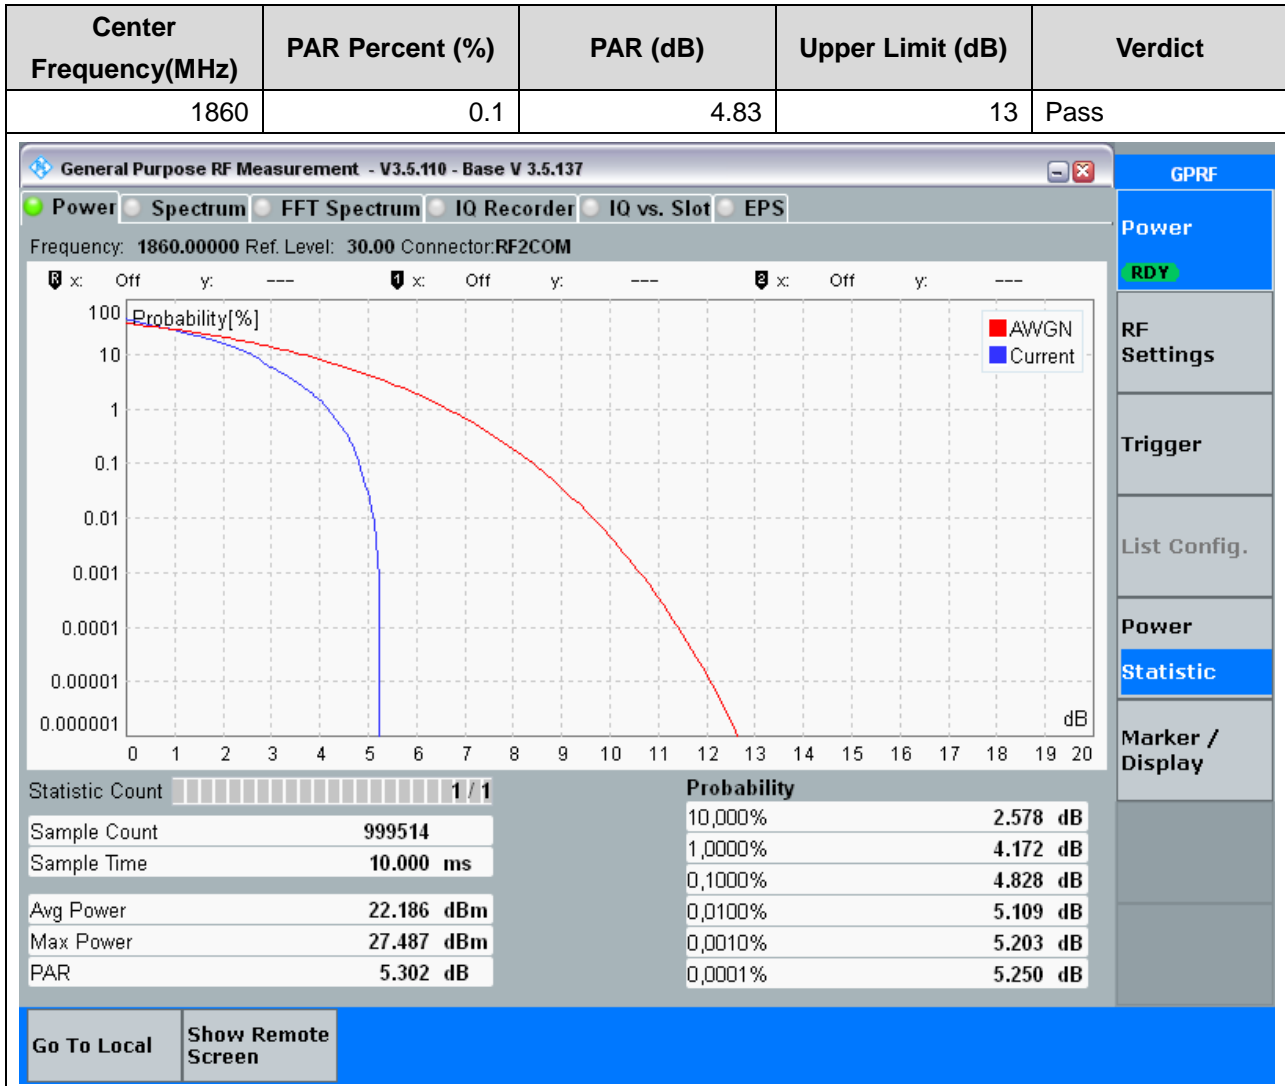 Center Frequency(MHz) PAR Percent (%) PAR (dB) Upper Limit (dB) Verdict
1860 0.1 4.83 13 Pass
General Purpose RF Measurement - V3.5.110 - Base V 3.5.137
GPRF
Power Spectrum FFT Spectrum IQ Recorder IQ vs. Slot EPS
Frequency: 1860.00000 Ref. Level: 30.00 Connector:RF2COM
R x: Off y: --- 1 x: Off y: --- 2 x: Off y: ---
Probability[%]
AWGN
Current
100
10
1
0.1
0.01
0.001
0.0001
0.00001
0.000001
dB
0 1 2 3 4 5 6 7 8 9 10 11 12 13 14 15 16 17 18 19 20
Statistic Count 1 / 1
Sample Count 999514
Sample Time 10.000 ms
Avg Power 22.186 dBm
Max Power 27.487 dBm
PAR 5.302 dB
Probability
10,000% 2.578 dB
1,0000% 4.172 dB
0,1000% 4.828 dB
0,0100% 5.109 dB
0,0010% 5.203 dB
0,0001% 5.250 dB
Power
RDY
RF
Settings
Trigger
List Config.
Power
Statistic
Marker /
Display
Go To Local
Show Remote
Screen